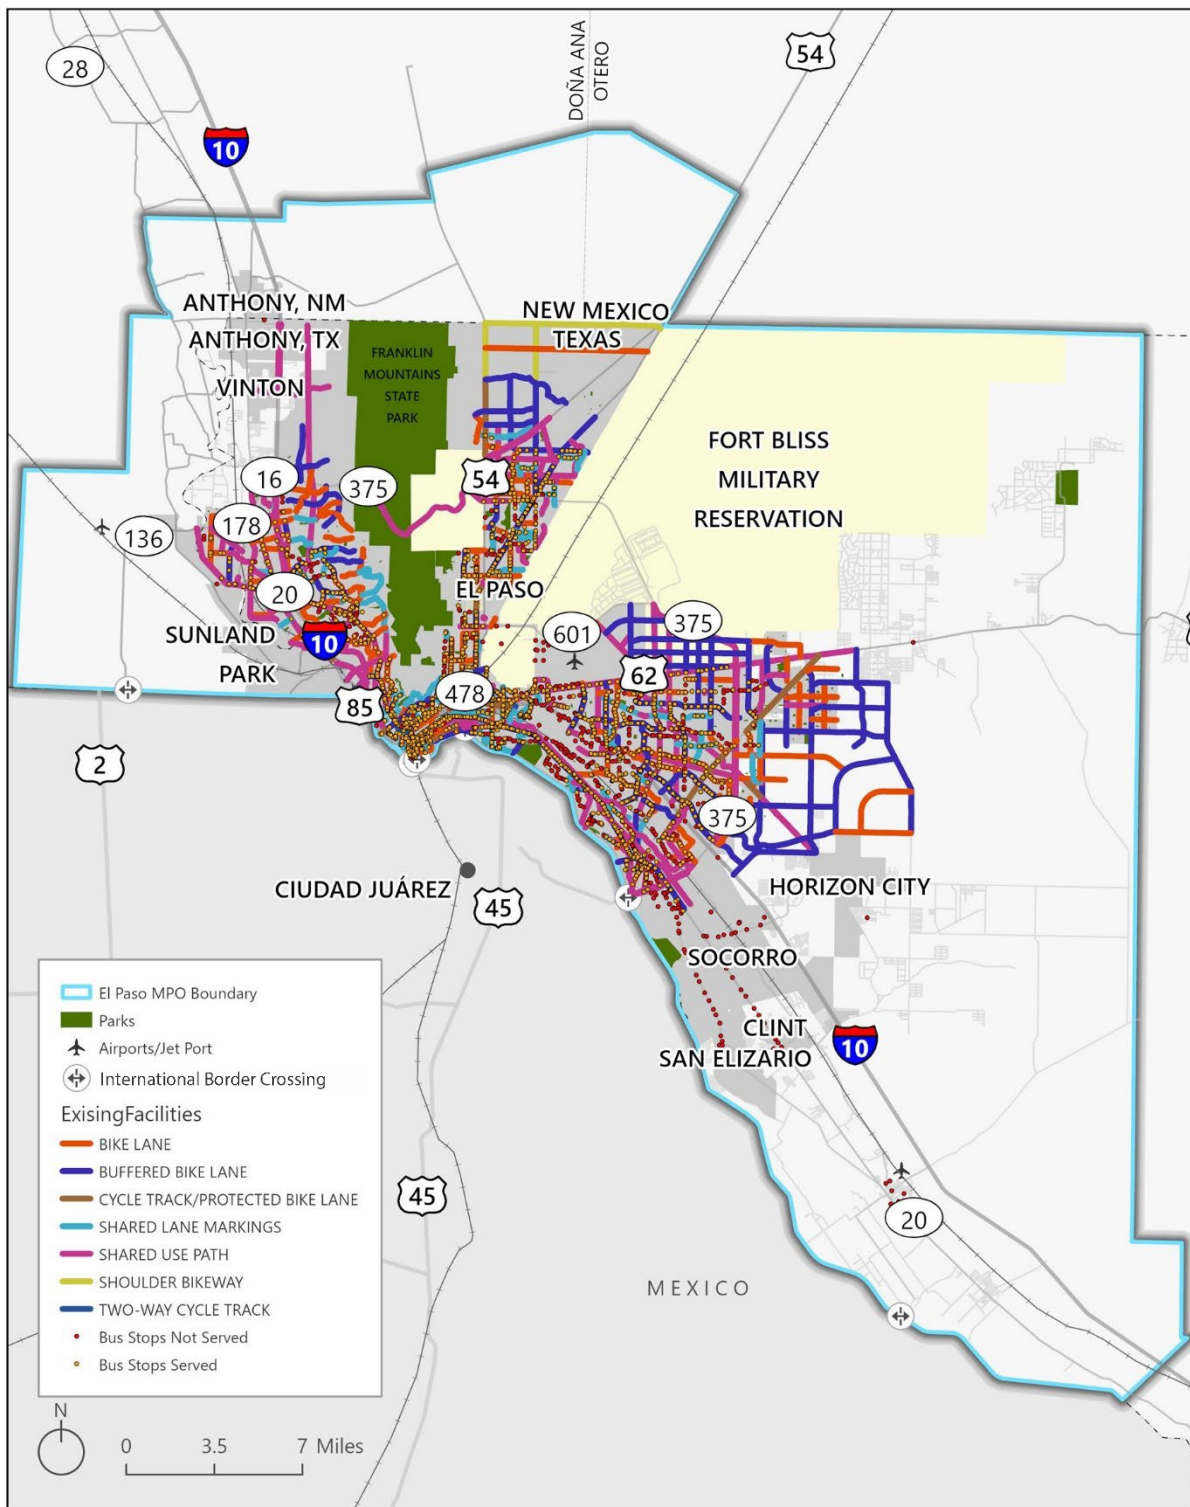 28
54
DOÑA ANA
OTERO
10
ANTHONY, NM
ANTHONY, TX
NEW MEXICO
TEXAS
VINTON
FRANKLIN
MOUNTAINS
STATE
PARK
FORT BLISS
MILITARY
RESERVATION
16
375
54
178
136
20
EL PASO
SUNLAND
PARK
10
601
375
62
85
478
2
375
CIUDAD JUÁREZ
45
HORIZON CITY
SOCORRO
CLINT
SAN ELIZARIO
10
20
45
MEXICO
El Paso MPO Boundary
Parks
Airports/Jet Port
International Border Crossing
ExisingFacilities
BIKE LANE
BUFFERED BIKE LANE
CYCLE TRACK/PROTECTED BIKE LANE
SHARED LANE MARKINGS
SHARED USE PATH
SHOULDER BIKEWAY
TWO-WAY CYCLE TRACK
Bus Stops Not Served
Bus Stops Served
N
0 3.5 7 Miles